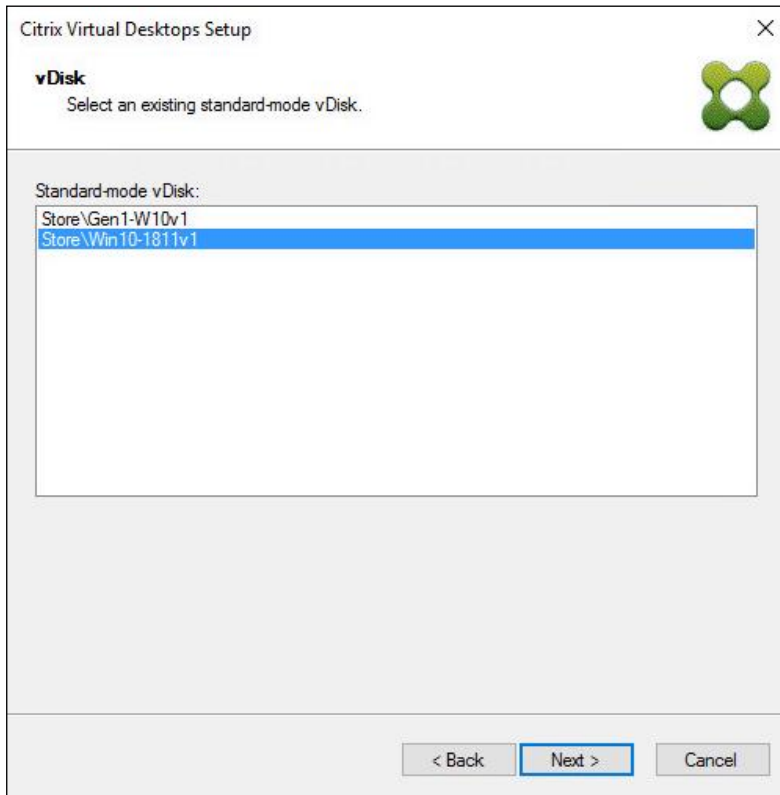 Citrix Virtual Desktops Setup
vDisk
Select an existing standard-mode vDisk.
Standard-mode vDisk:
Store\Gen1-W10v1
Store\Win10-1811v1
< Back
Next >
Cancel